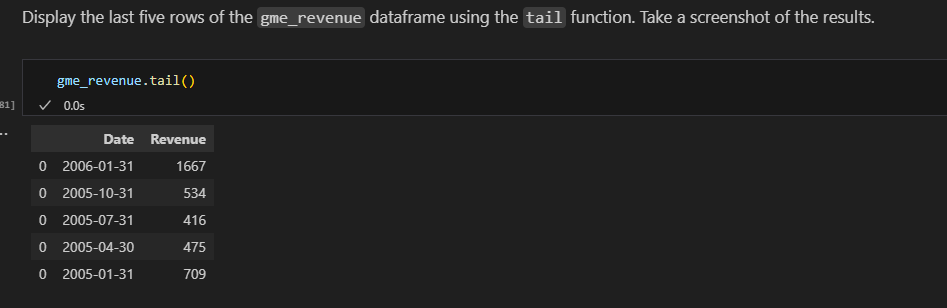 Display the last five rows of the gme_revenue dataframe using the tail function. Take a screenshot of the results.
gme_revenue.tail()
81]
0.0s
..
Date Revenue
0 2006-01-31 1667
0 2005-10-31 534
0 2005-07-31 416
0 2005-04-30 475
0 2005-01-31 709